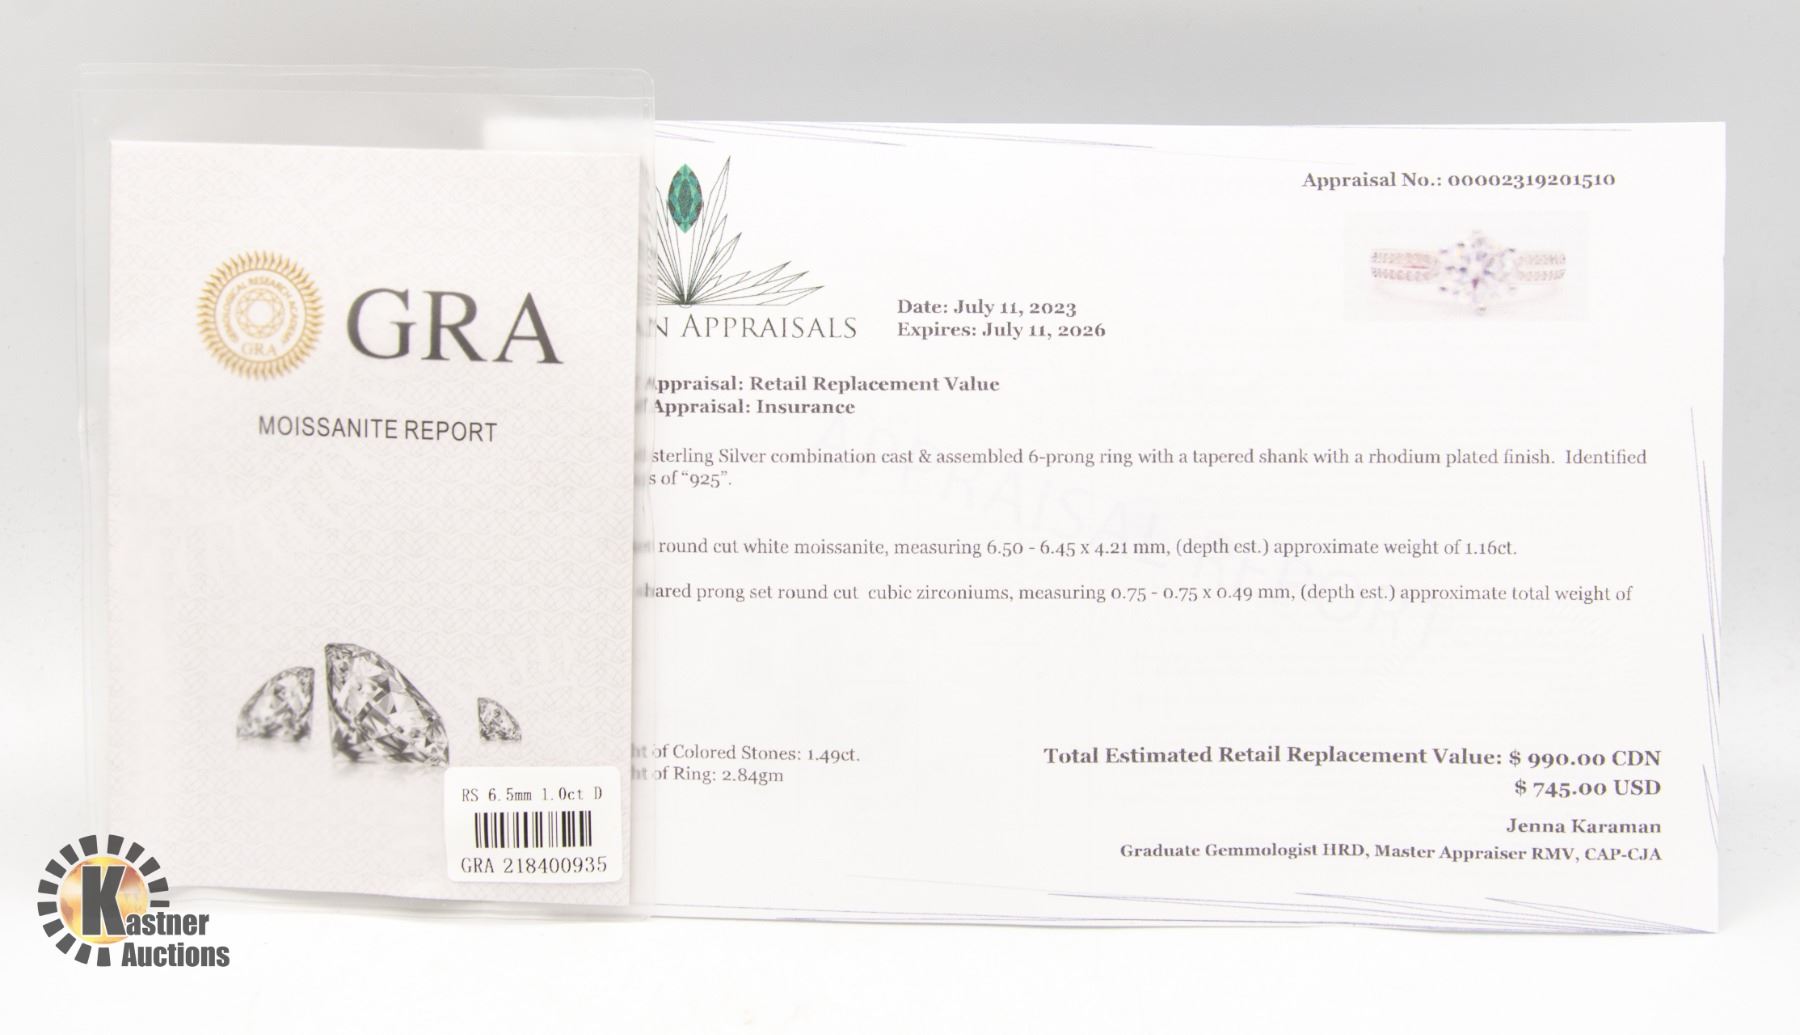 GEMOLOGICAL RESEARCH ACADEMY
GRA
GRA
MOISSANITE REPORT
RS 6.5mm 1.0ct D
GRA 218400935
APPRAISALS
Appraisal No.: 00002319201510
Date: July 11, 2023
Expires: July 11, 2026
Appraisal: Retail Replacement Value
Appraisal: Insurance
sterling Silver combination cast & assembled 6-prong ring with a tapered shank with a rhodium plated finish. Identified
s of “925”.
round cut white moissanite, measuring 6.50 - 6.45 x 4.21 mm, (depth est.) approximate weight of 1.16ct.
hared prong set round cut cubic zirconiums, measuring 0.75 - 0.75 x 0.49 mm, (depth est.) approximate total weight of
APPRAISAL REPORT
of Colored Stones: 1.49ct.
of Ring: 2.84gm
Total Estimated Retail Replacement Value: $ 990.00 CDN
$ 745.00 USD
Jenna Karaman
Graduate Gemmologist HRD, Master Appraiser RMV, CAP-CJA
Kastner
Auctions